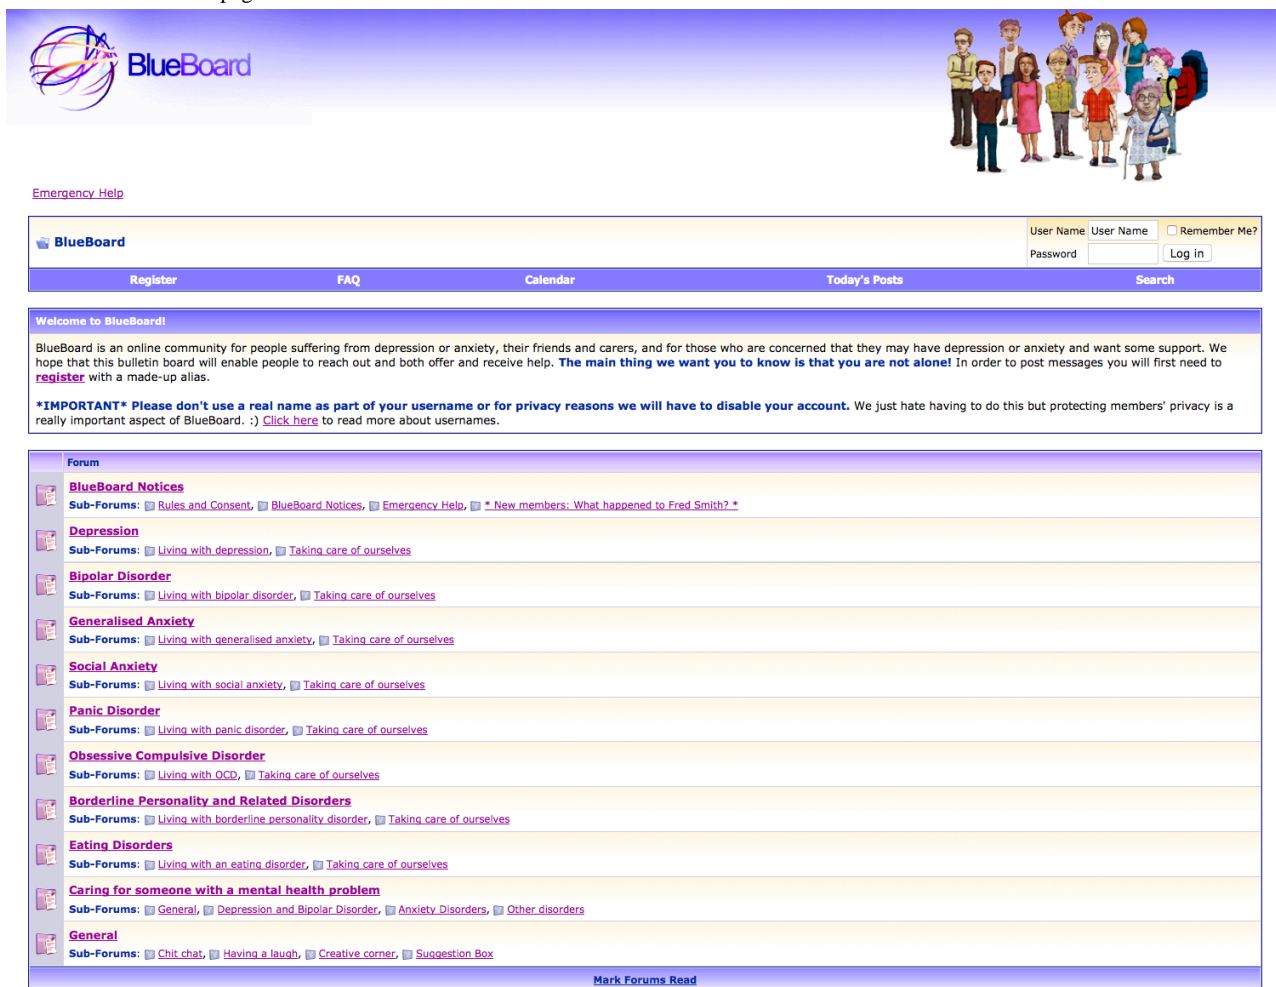 BlueBoard
Emergency Help
BlueBoard
User Name User Name Remember Me?
Password Log in
Register FAQ Calendar Today's Posts Search
Welcome to BlueBoard!
BlueBoard is an online community for people suffering from depression or anxiety, their friends and carers, and for those who are concerned that they may have depression or anxiety and want some support. We
hope that this bulletin board will enable people to reach out and both offer and receive help. The main thing we want you to know is that you are not alone! In order to post messages you will first need to
register with a made-up alias.
*IMPORTANT* Please don't use a real name as part of your username or for privacy reasons we will have to disable your account. We just hate having to do this but protecting members' privacy is a
really important aspect of BlueBoard. :) Click here to read more about usernames.
Forum
BlueBoard Notices
Sub-Forums: Rules and Consent, BlueBoard Notices, Emergency Help, * New members: What happened to Fred Smith? *
Depression
Sub-Forums: Living with depression, Taking care of ourselves
Bipolar Disorder
Sub-Forums: Living with bipolar disorder, Taking care of ourselves
Generalised Anxiety
Sub-Forums: Living with generalised anxiety, Taking care of ourselves
Social Anxiety
Sub-Forums: Living with social anxiety, Taking care of ourselves
Panic Disorder
Sub-Forums: Living with panic disorder, Taking care of ourselves
Obsessive Compulsive Disorder
Sub-Forums: Living with OCD, Taking care of ourselves
Borderline Personality and Related Disorders
Sub-Forums: Living with borderline personality disorder, Taking care of ourselves
Eating Disorders
Sub-Forums: Living with an eating disorder, Taking care of ourselves
Caring for someone with a mental health problem
Sub-Forums: General, Depression and Bipolar Disorder, Anxiety Disorders, Other disorders
General
Sub-Forums: Chit chat, Having a laugh, Creative corner, Suggestion Box
Mark Forums Read